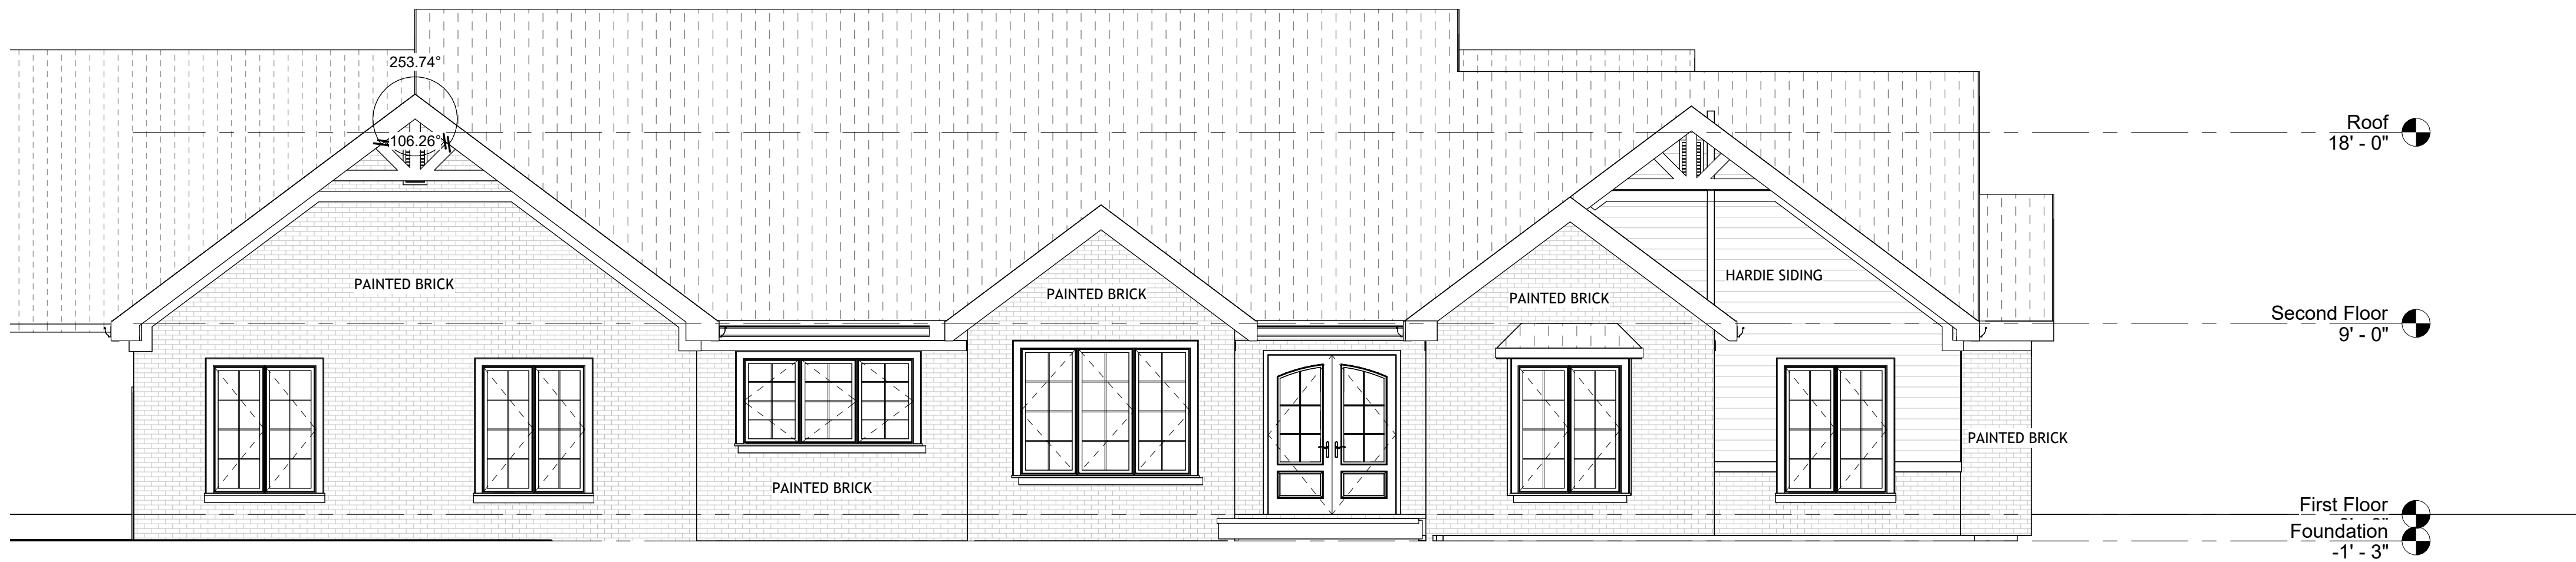 253.74°
106.26°
Roof
18' - 0"
HARDIE SIDING
PAINTED BRICK
PAINTED BRICK
PAINTED BRICK
Second Floor
9' - 0"
PAINTED BRICK
PAINTED BRICK
First Floor
Foundation
-1' - 3"